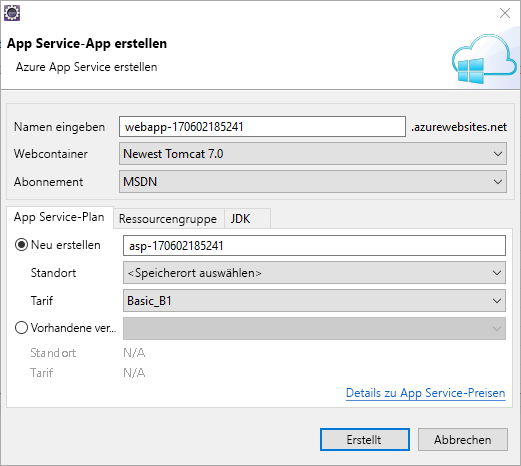 App Service-App erstellen
Azure App Service erstellen
Namen eingeben webapp-170602185241 .azurewebsites.net
Webcontainer Newest Tomcat 7.0
Abonnement MSDN
App Service-Plan Ressourcengruppe JDK
Neu erstellen asp-170602185241
Standort <Speicherort auswählen>
Tarif Basic_B1
Vorhandene ver...
Standort N/A
Tarif N/A
Details zu App Service-Preisen
Erstellt Abbrechen